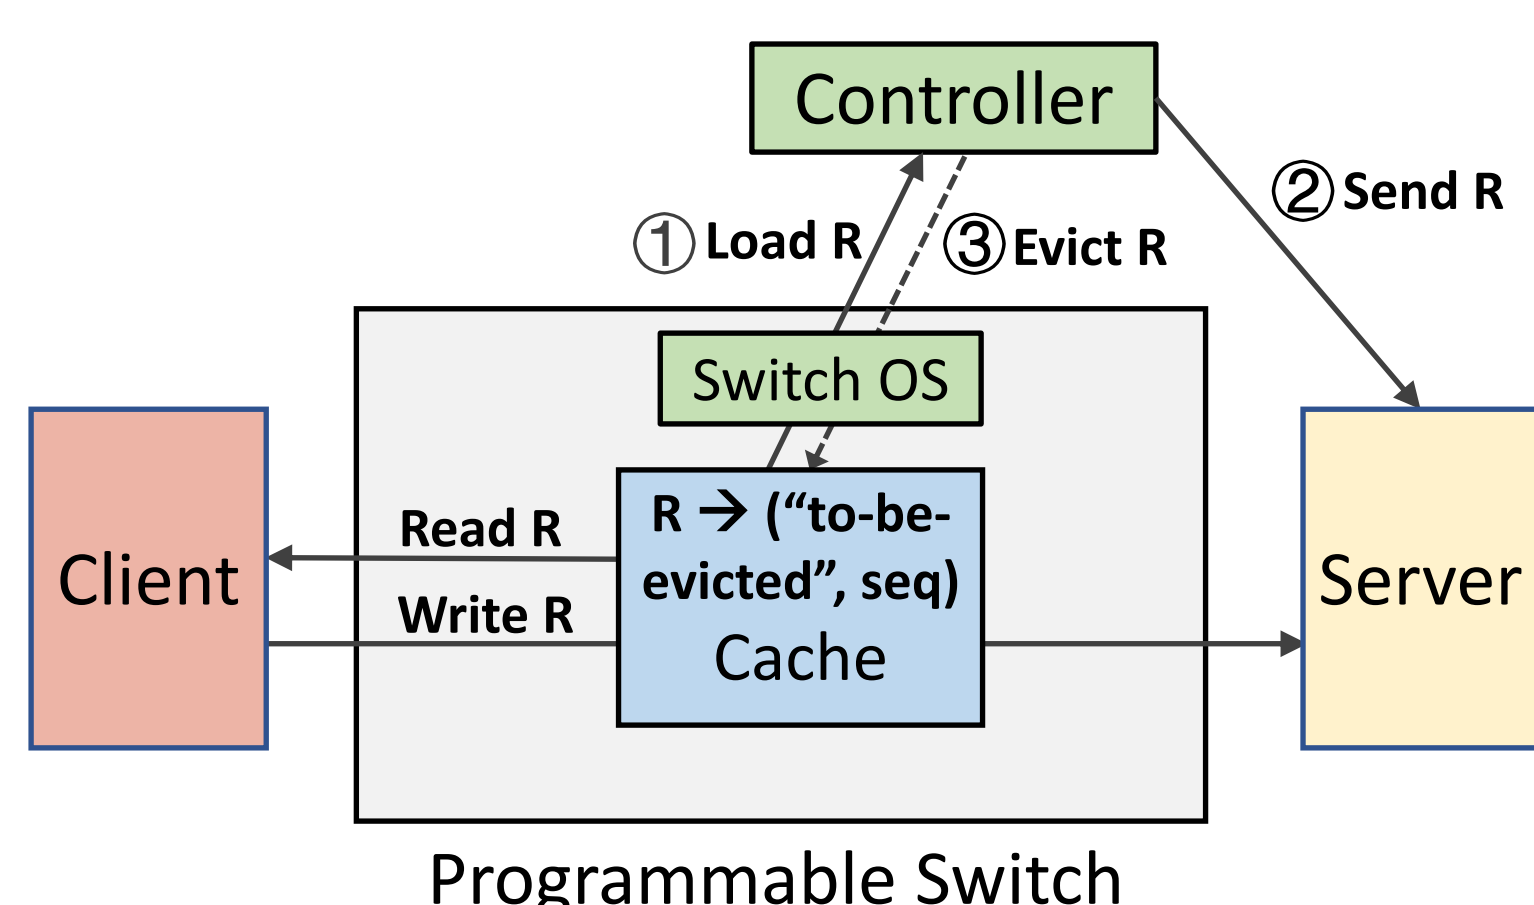 Controller
② Send R
① Load R
③ Evict R
Switch OS
R → (“to-be-
evicted”, seq)
Cache
Read R
Write R
Client
Server
Programmable Switch